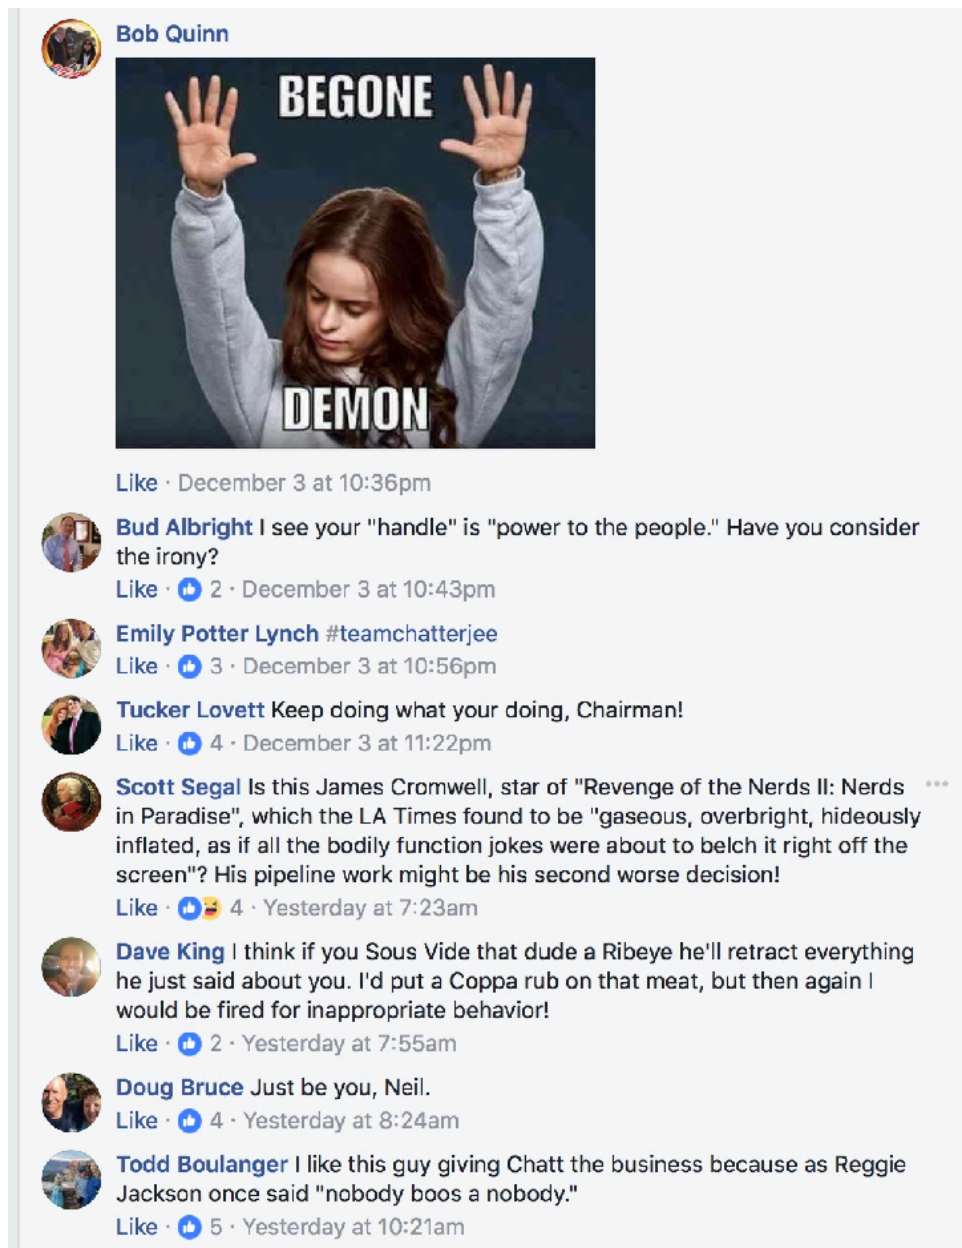 Bob Quinn
BEGONE
DEMON
Like · December 3 at 10:36pm
Bud Albright I see your "handle" is "power to the people." Have you consider
the irony?
Like · 2 · December 3 at 10:43pm
Emily Potter Lynch #teamchatterjee
Like · 3 · December 3 at 10:56pm
Tucker Lovett Keep doing what your doing, Chairman!
Like · 4 · December 3 at 11:22pm
Scott Segal Is this James Cromwell, star of "Revenge of the Nerds II: Nerds
in Paradise", which the LA Times found to be "gaseous, overbright, hideously
inflated, as if all the bodily function jokes were about to belch it right off the
screen"? His pipeline work might be his second worse decision!
Like · 4 · Yesterday at 7:23am
Dave King I think if you Sous Vide that dude a Ribeye he'll retract everything
he just said about you. I'd put a Coppa rub on that meat, but then again I
would be fired for inappropriate behavior!
Like · 2 · Yesterday at 7:55am
Doug Bruce Just be you, Neil.
Like · 4 · Yesterday at 8:24am
Todd Boulanger I like this guy giving Chatt the business because as Reggie
Jackson once said "nobody boos a nobody."
Like · 5 · Yesterday at 10:21am